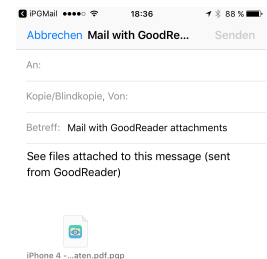 iPGMail 18:36 88 %
Abbrechen Mail with GoodRe... Senden
An:
Kopie/Blindkopie, Von:
Betreff: Mail with GoodReader attachments
See files attached to this message (sent
from GoodReader)
iPhone 4 -...aten.pdf.pgp